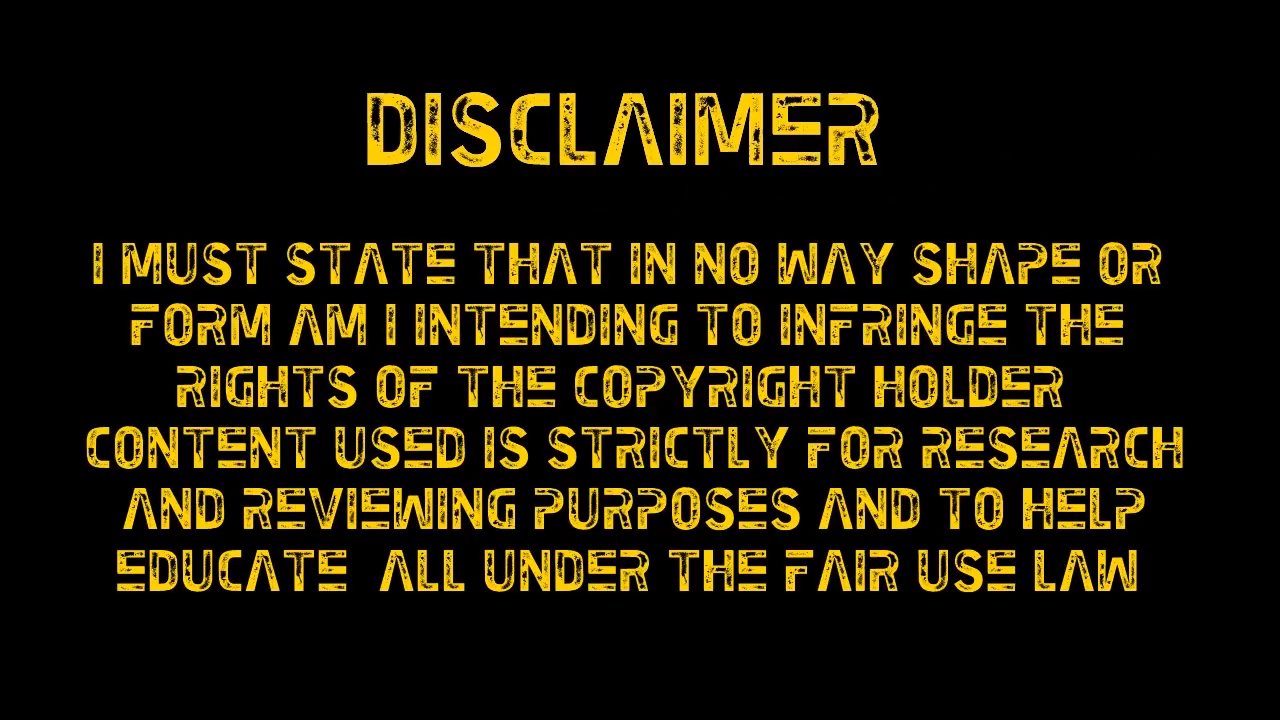 DISCLAIMER
I MUST STATE THAT IN NO WAY SHAPE OR
FORM AM I INTENDING TO INFRINGE THE
RIGHTS OF THE COPYRIGHT HOLDER
CONTENT USED IS STRICTLY FOR RESEARCH
AND REVIEWING PURPOSES AND TO HELP
EDUCATE ALL UNDER THE FAIR USE LAW